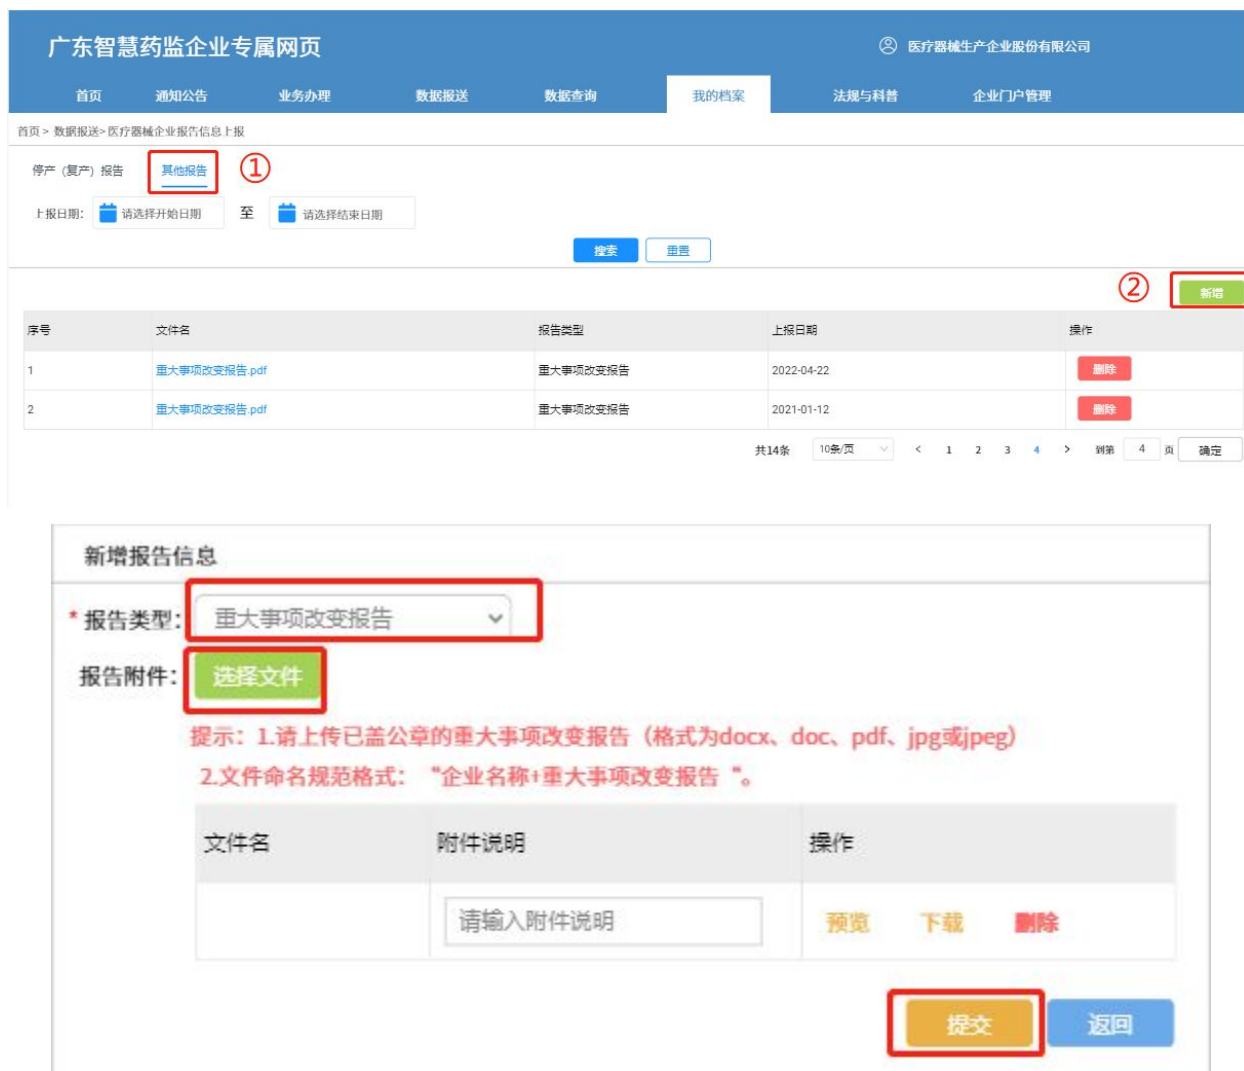 广东智慧药监企业专属网页
医疗器械生产企业股份有限公司
首页 通知公告 业务办理 数据报送 数据查询 我的档案 法规与科普 企业门户管理
首页 > 数据报送> 医疗器械企业报告信息上报
停产（复产）报告 其他报告 ①
上报日期： 请选择开始日期 至 请选择结束日期
搜索 重置
② 新增
序号 文件名 报告类型 上报日期 操作
1 重大事项改变报告.pdf 重大事项改变报告 2022-04-22 删除
2 重大事项改变报告.pdf 重大事项改变报告 2021-01-12 删除
共14条 10条/页 < 1 2 3 4 > 到第 4 页 确定
新增报告信息
* 报告类型： 重大事项改变报告
报告附件： 选择文件
提示：1.请上传已盖公章的重大事项改变报告（格式为docx、doc、pdf、jpg或jpeg）
2.文件命名规范格式：“企业名称+重大事项改变报告“。
文件名 附件说明 操作
请输入附件说明 预览 下载 删除
提交 返回